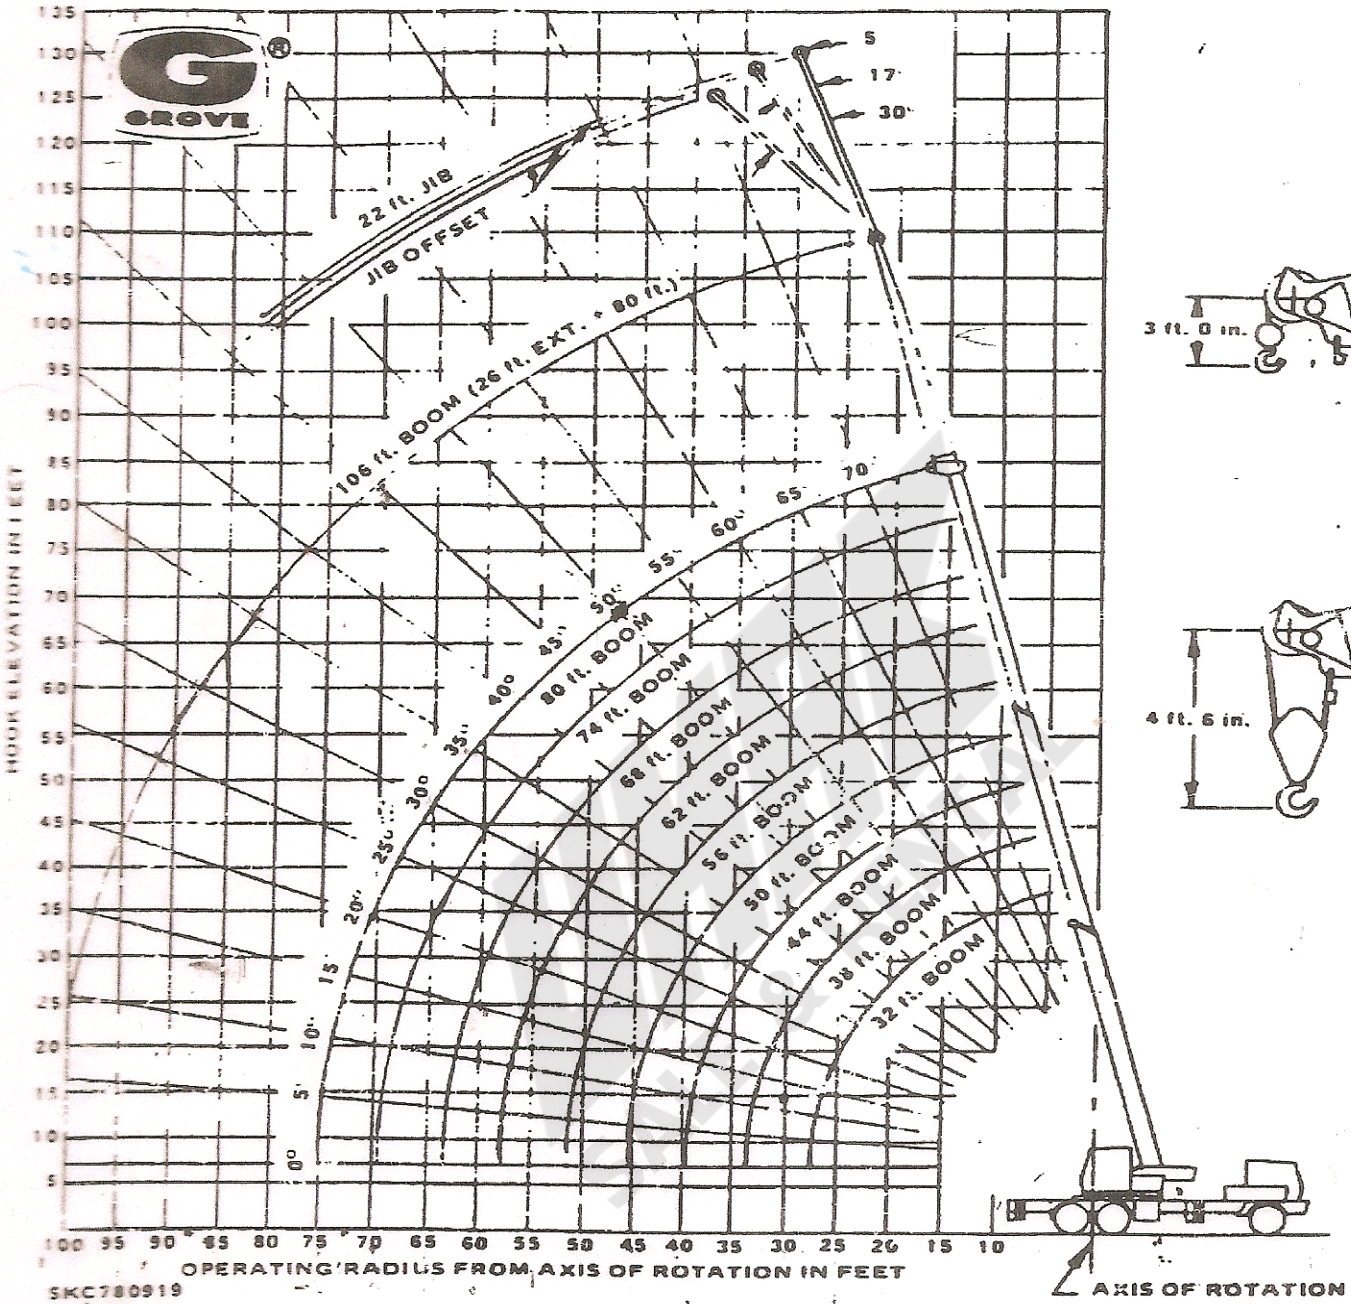 135
130
125
120
115
110
105
100
95
90
85
80
75
70
65
60
55
50
45
40
35
30
25
20
15
10
5
HOOK ELEVATION IN FEET
G®
GROVE
5
17
30°
22 ft. JIB
JIB OFFSET
106 ft. BOOM (26 ft. EXT. + 80 ft.)
70
65
60°
55
50°
45°
40°
35°
30°
25°
20°
15
10°
5
0°
80 ft. BOOM
74 ft. BOOM
68 ft. BOOM
62 ft. BOOM
56 ft. BOOM
50 ft. BOOM
44 ft. BOOM
38 ft. BOOM
32 ft. BOOM
3 ft. 0 in.
4 ft. 6 in.
100 95 90 85 80 75 70 65 60 55 50 45 40 35 30 25 20 15 10
OPERATING RADIUS FROM AXIS OF ROTATION IN FEET
AXIS OF ROTATION
SKC780919